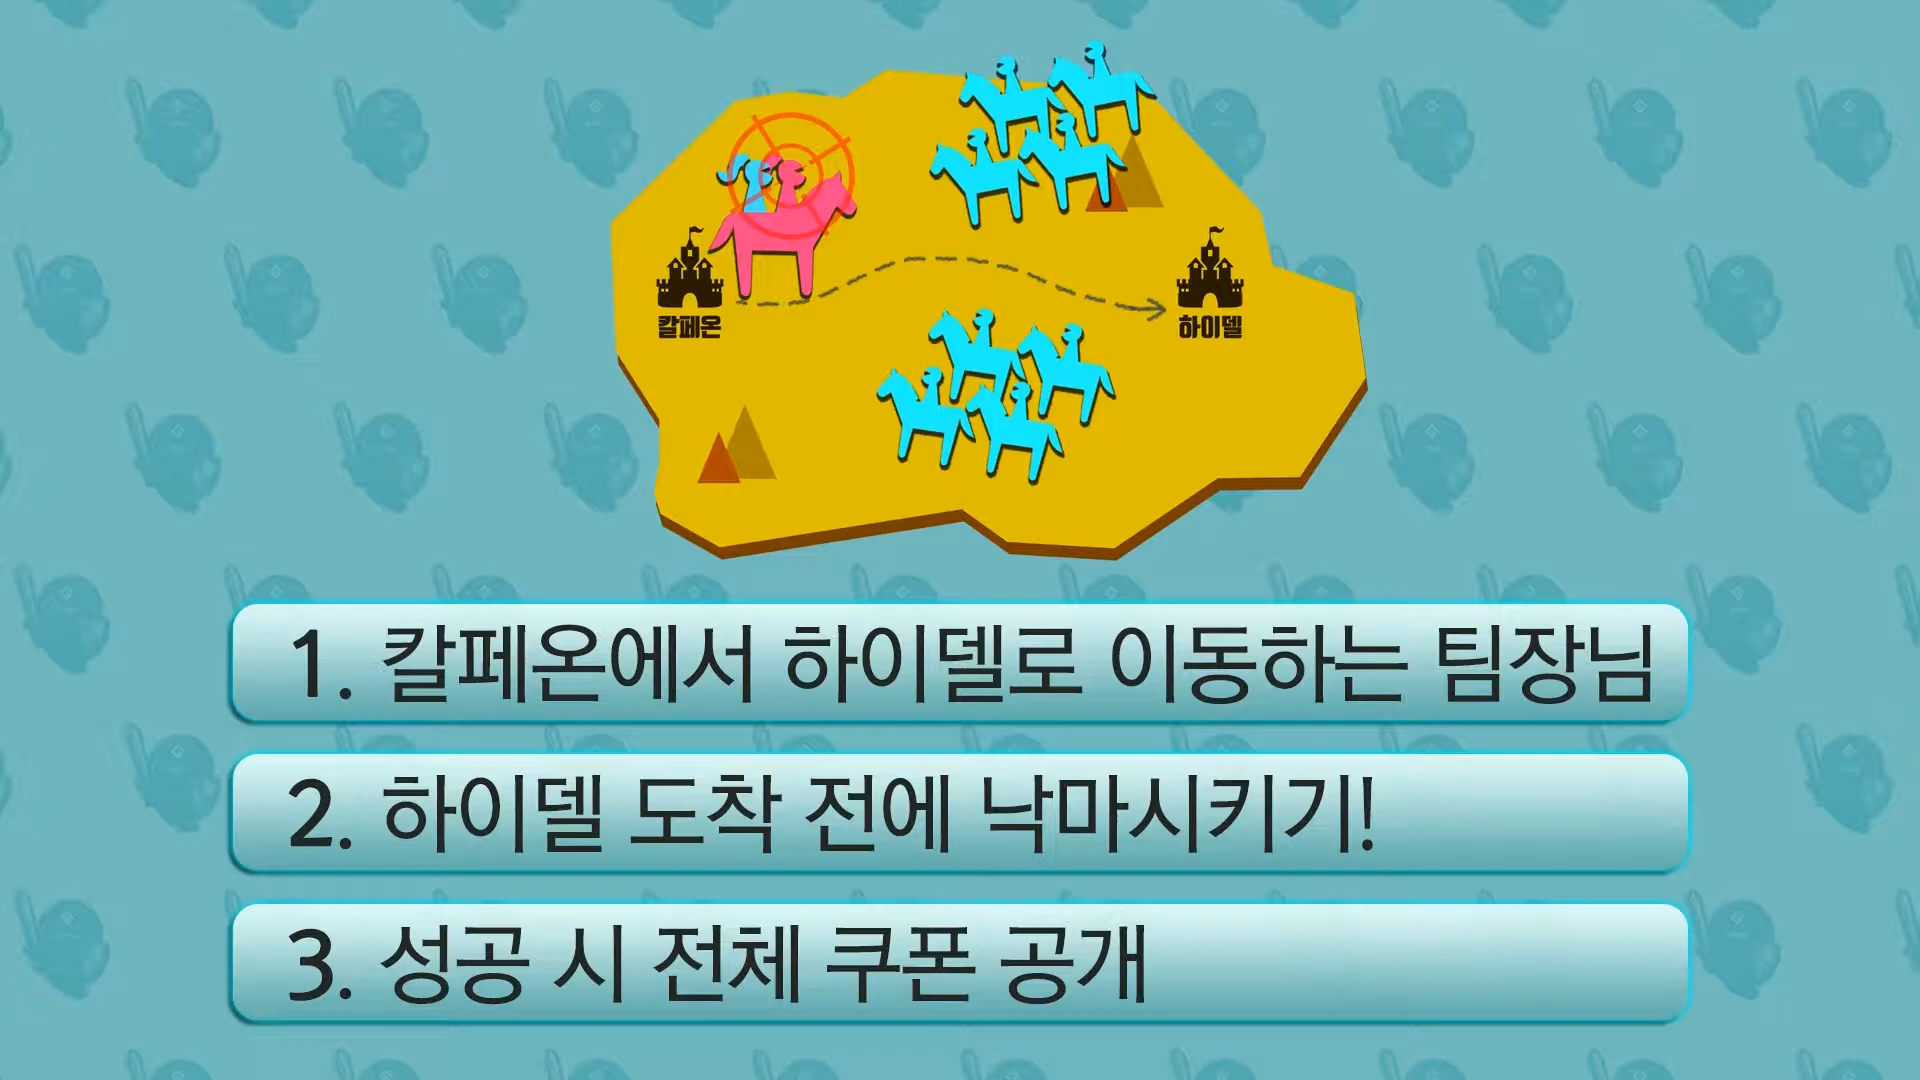 칼페온
하이델
1. 칼페온에서 하이델로 이동하는 팀장님
2. 하이델 도착 전에 낙마시키기!
3. 성공 시 전체 쿠폰 공개